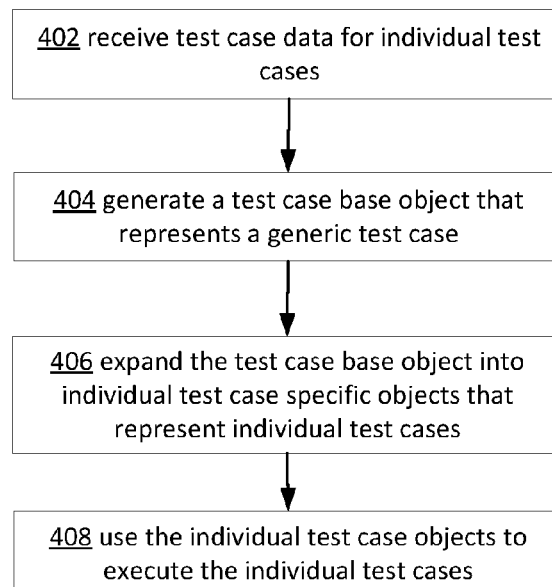 402 receive test case data for individual test
cases
404 generate a test case base object that
represents a generic test case
406 expand the test case base object into
individual test case specific objects that
represent individual test cases
408 use the individual test case objects to
execute the individual test cases